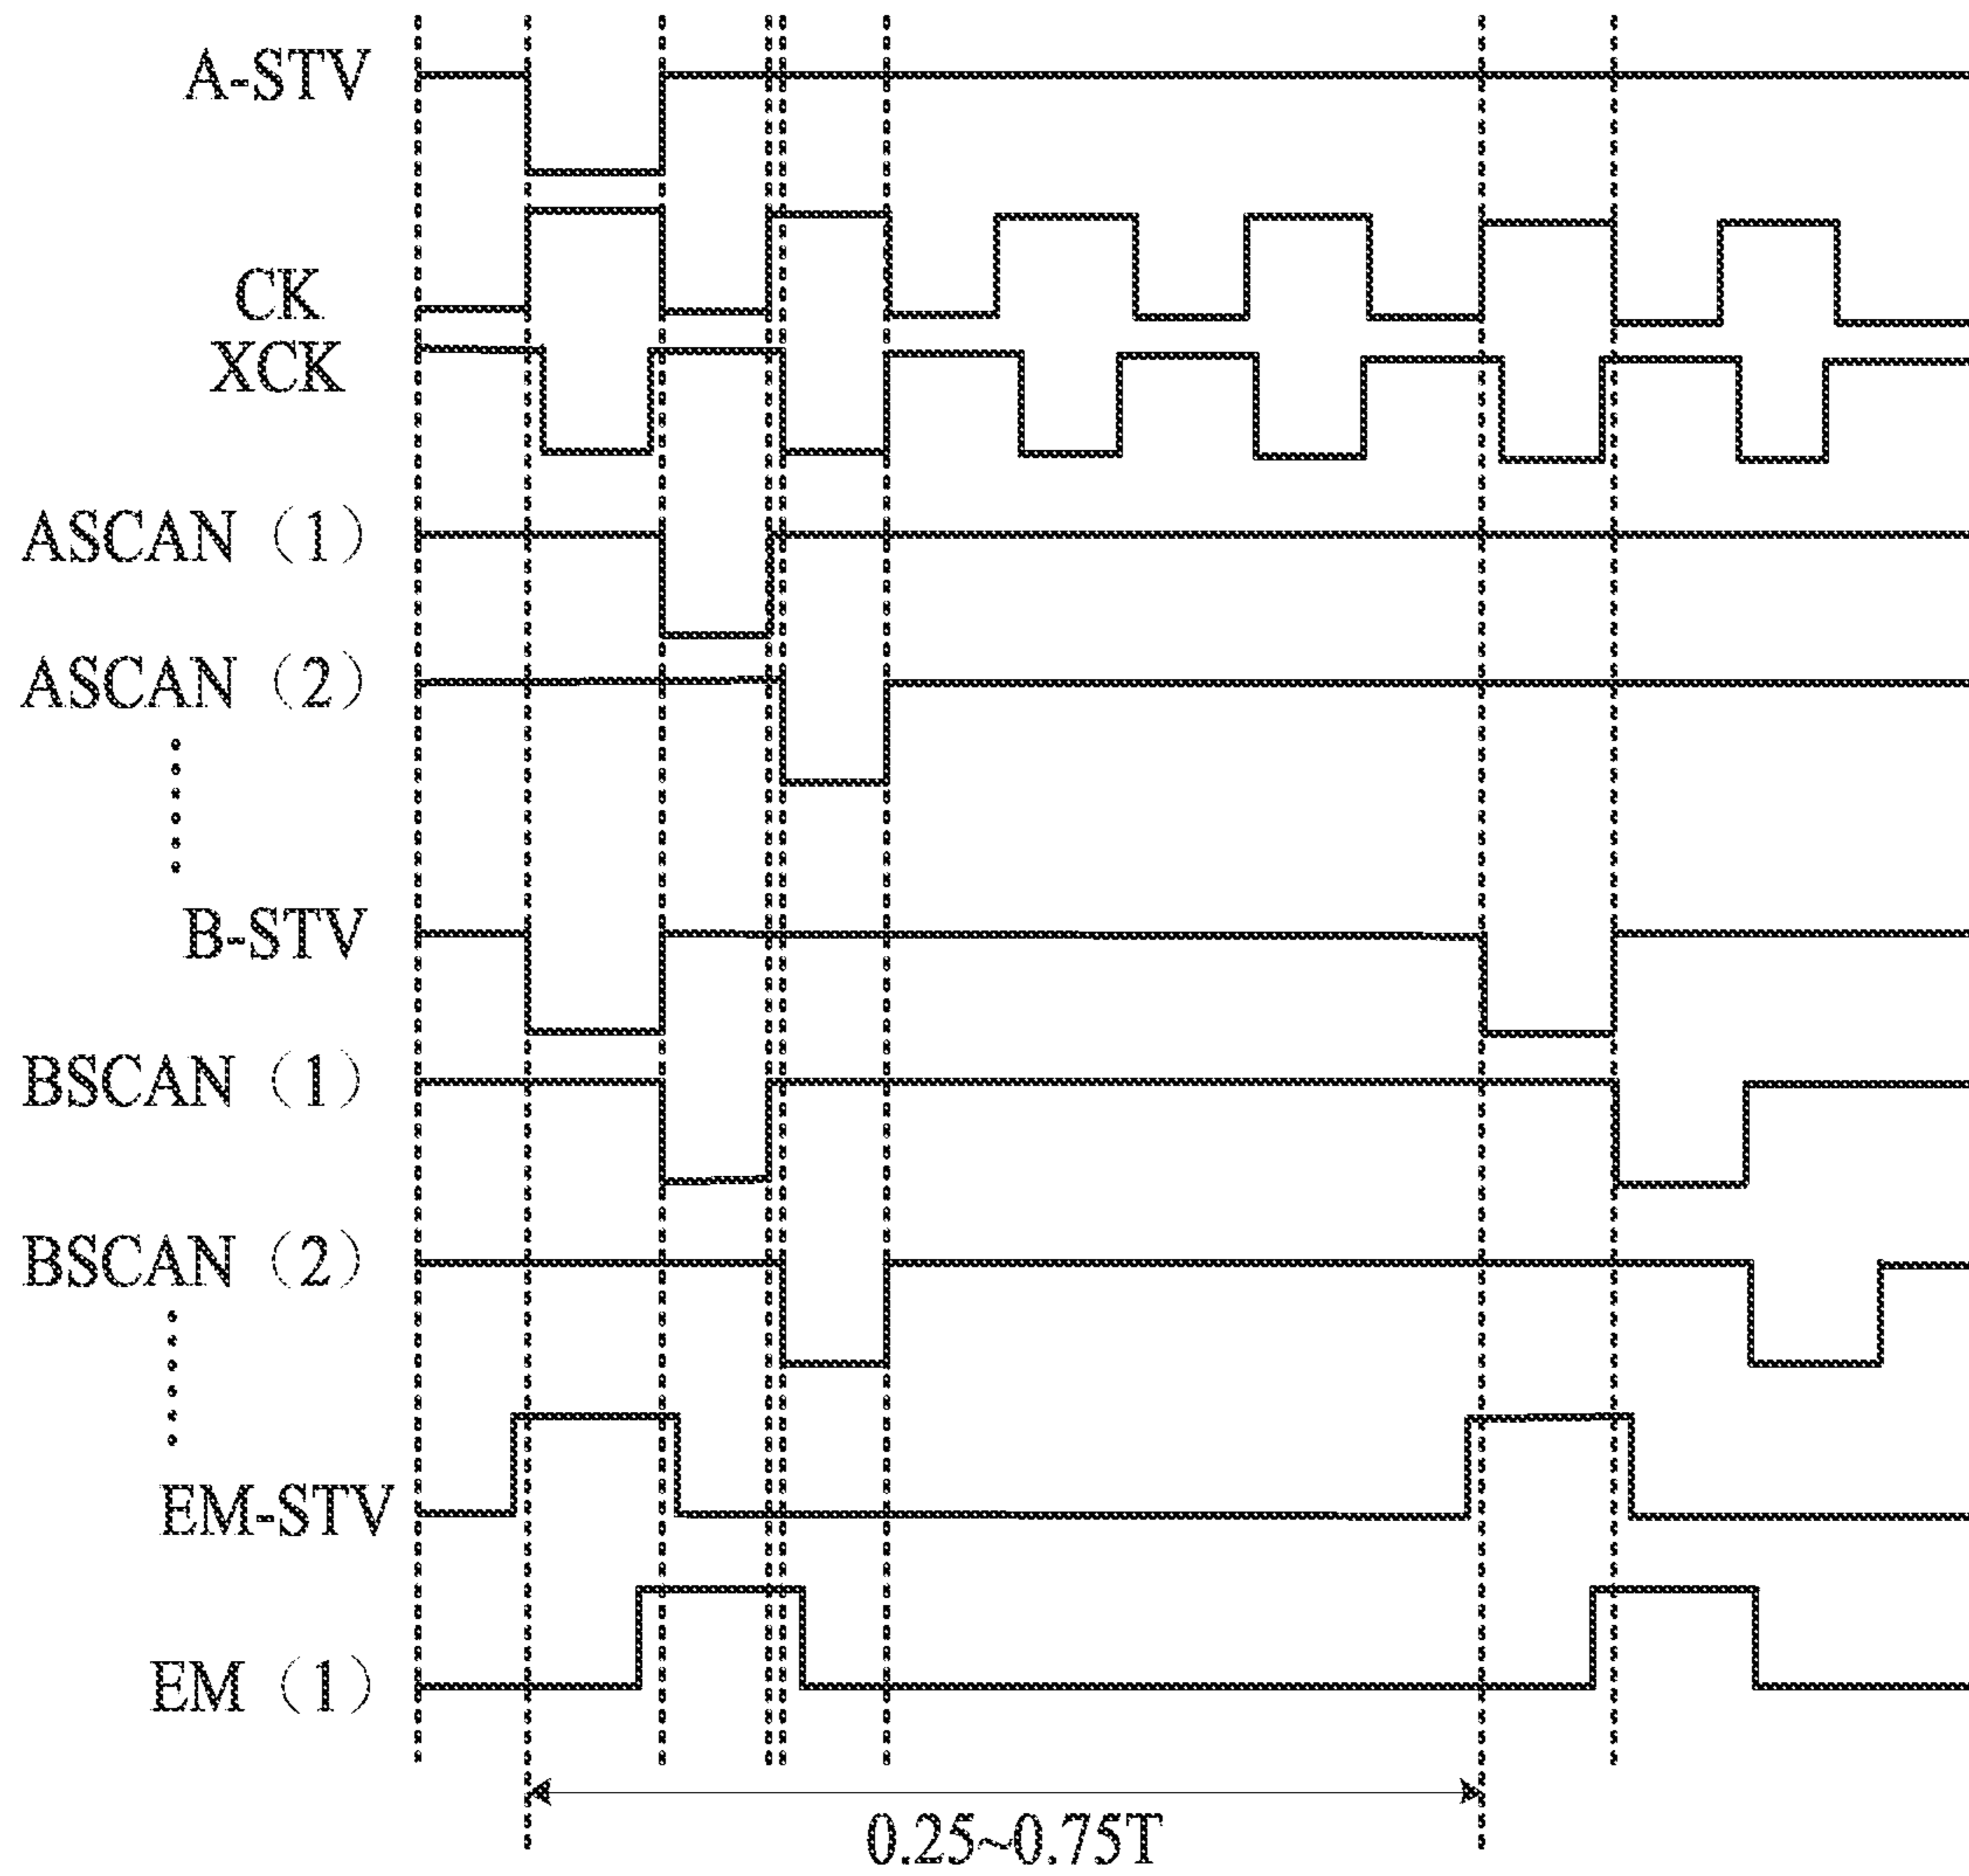 A-STV
CK
XCK
ASCAN（1）
ASCAN（2）
B-STV
BSCAN（1）
BSCAN（2）
EM-STV
EM（1）
0.25~0.75T